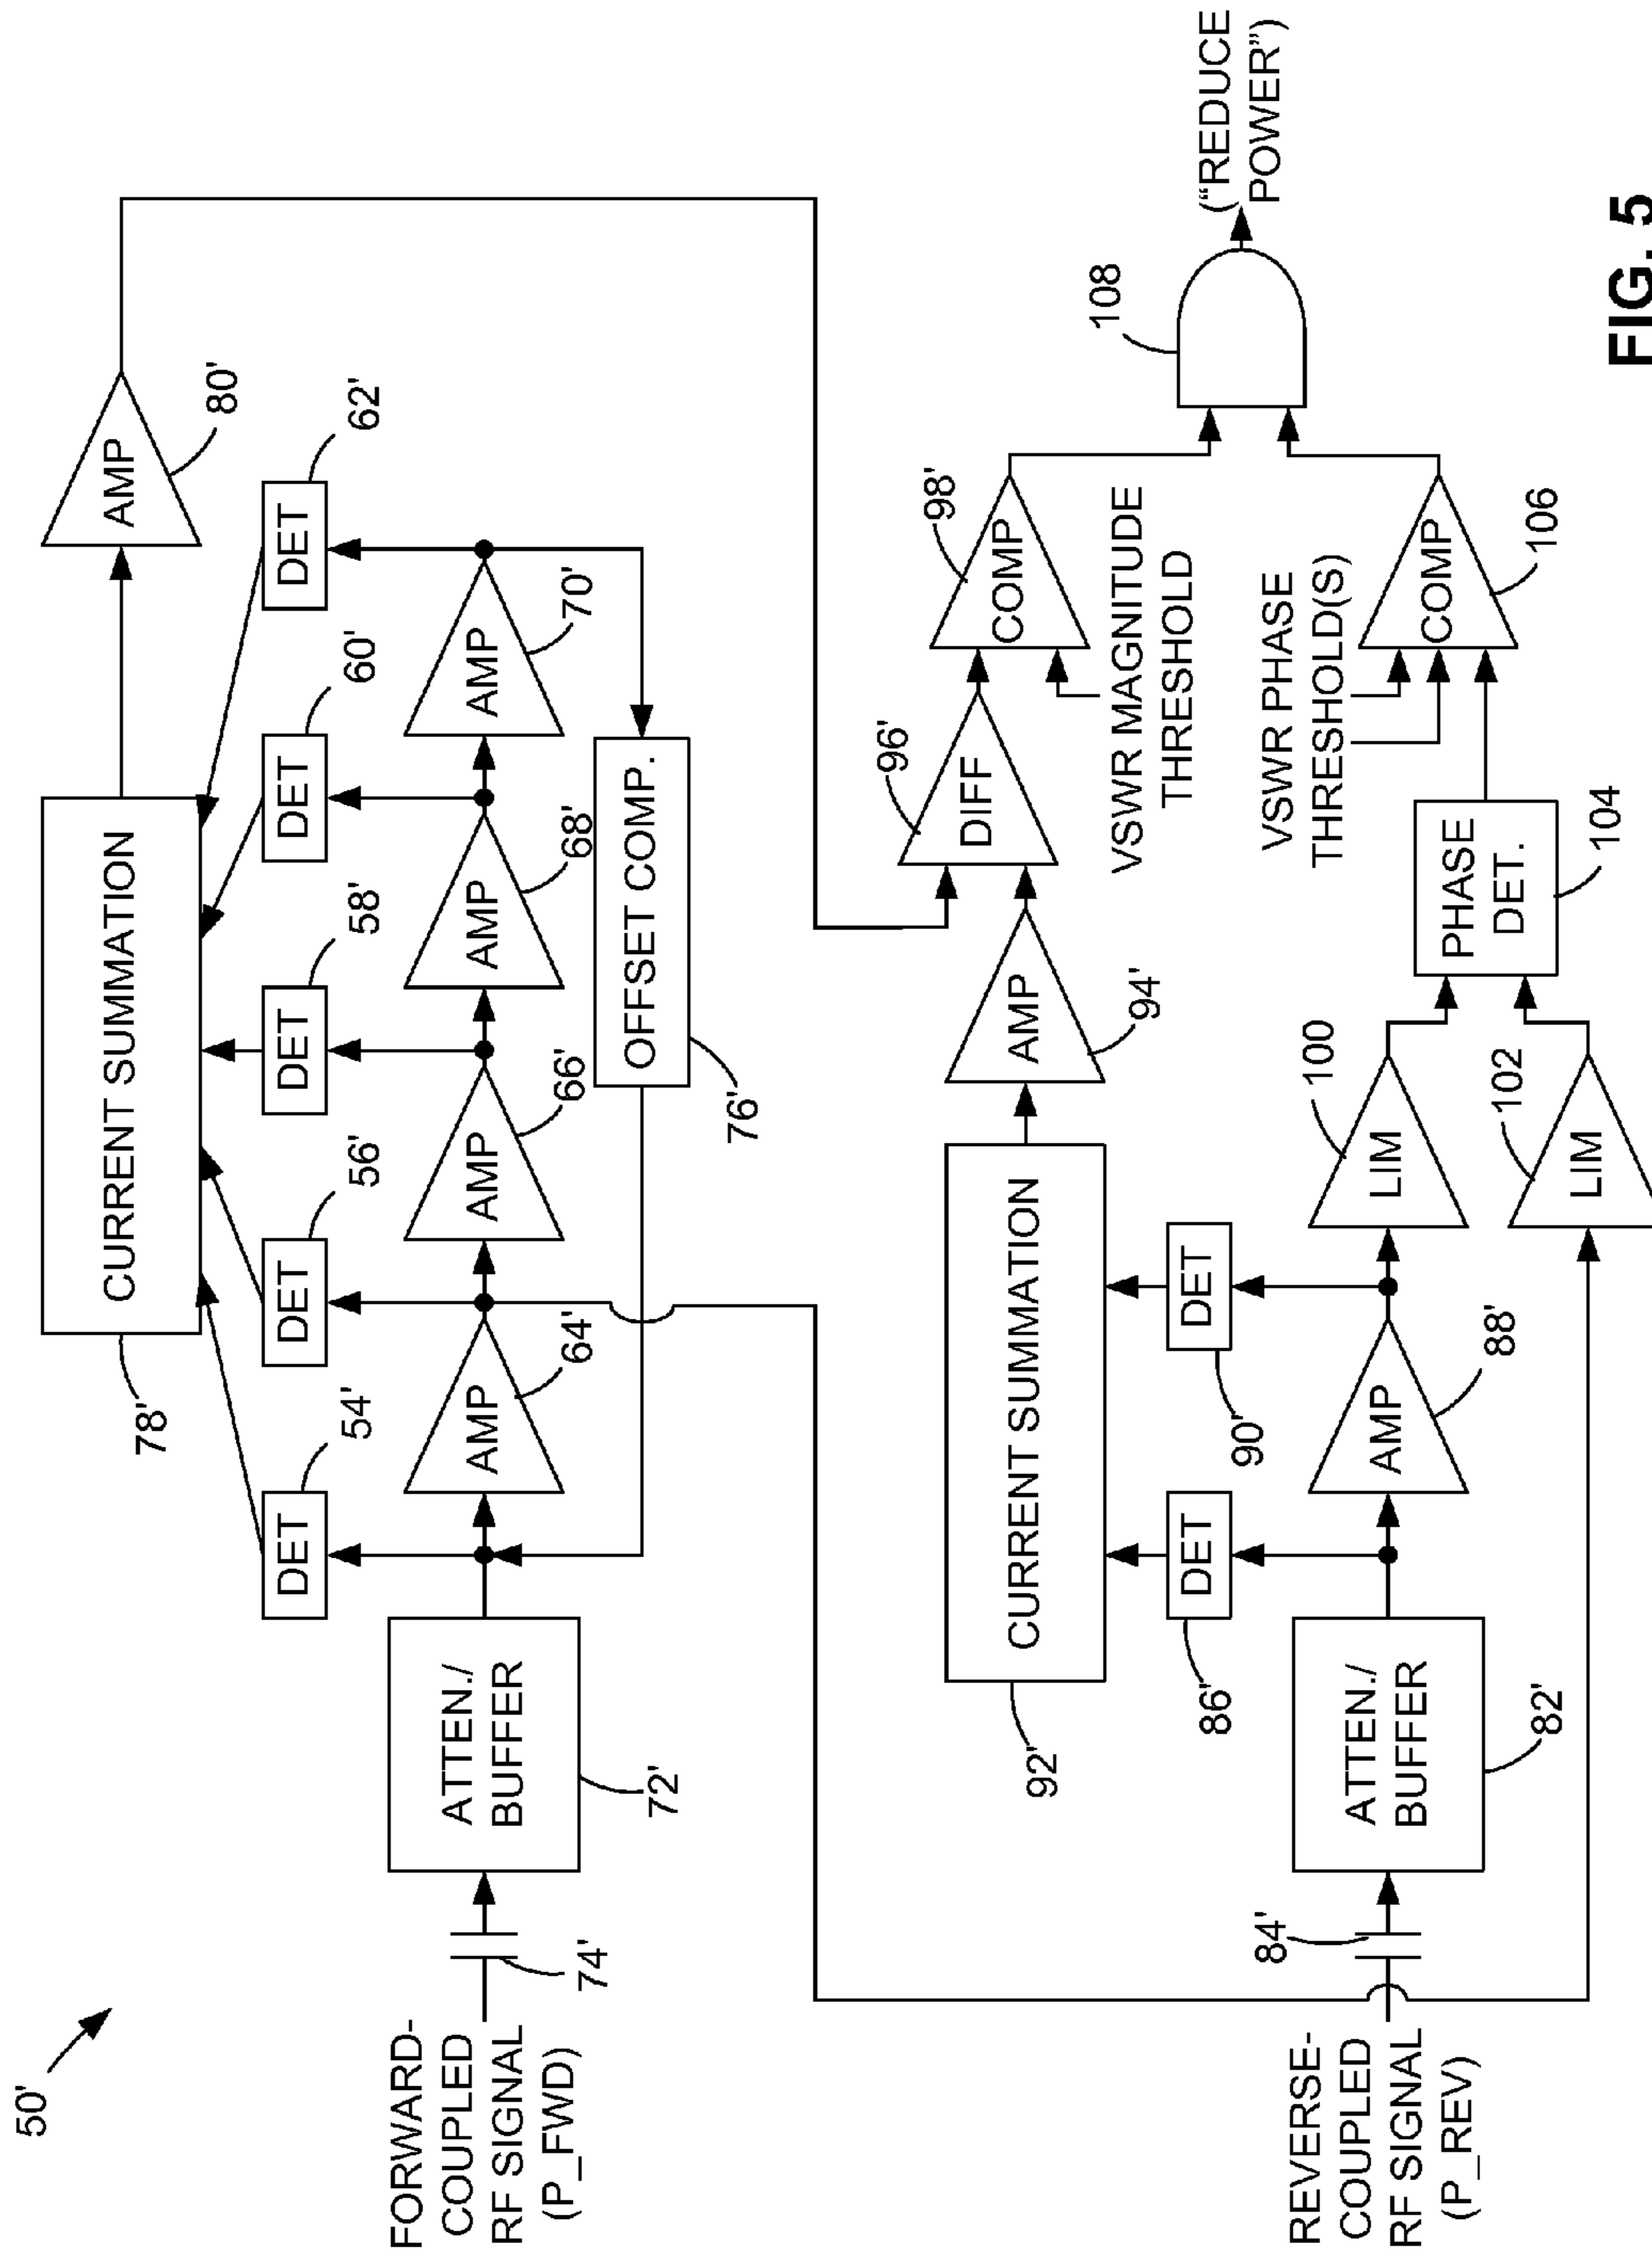 50'
CURRENT SUMMATION
78'
AMP
80'
DET
54'
DET
56'
DET
58'
DET
60'
DET
62'
FORWARD-
COUPLED
RF SIGNAL
(P_FWD)
74'
ATTEN./
BUFFER
72'
AMP
64'
AMP
66'
AMP
68'
AMP
70'
OFFSET COMP.
76'
CURRENT SUMMATION
92'
AMP
94'
DIFF
96'
COMP
98'
VSWR MAGNITUDE
THRESHOLD
DET
86'
DET
90'
REVERSE-
COUPLED
RF SIGNAL
(P_REV)
84'
ATTEN./
BUFFER
82'
AMP
88'
LIM
100
LIM
102
PHASE
DET.
104
VSWR PHASE
THRESHOLD(S)
COMP
106
108
("REDUCE
POWER")
FIG. 5